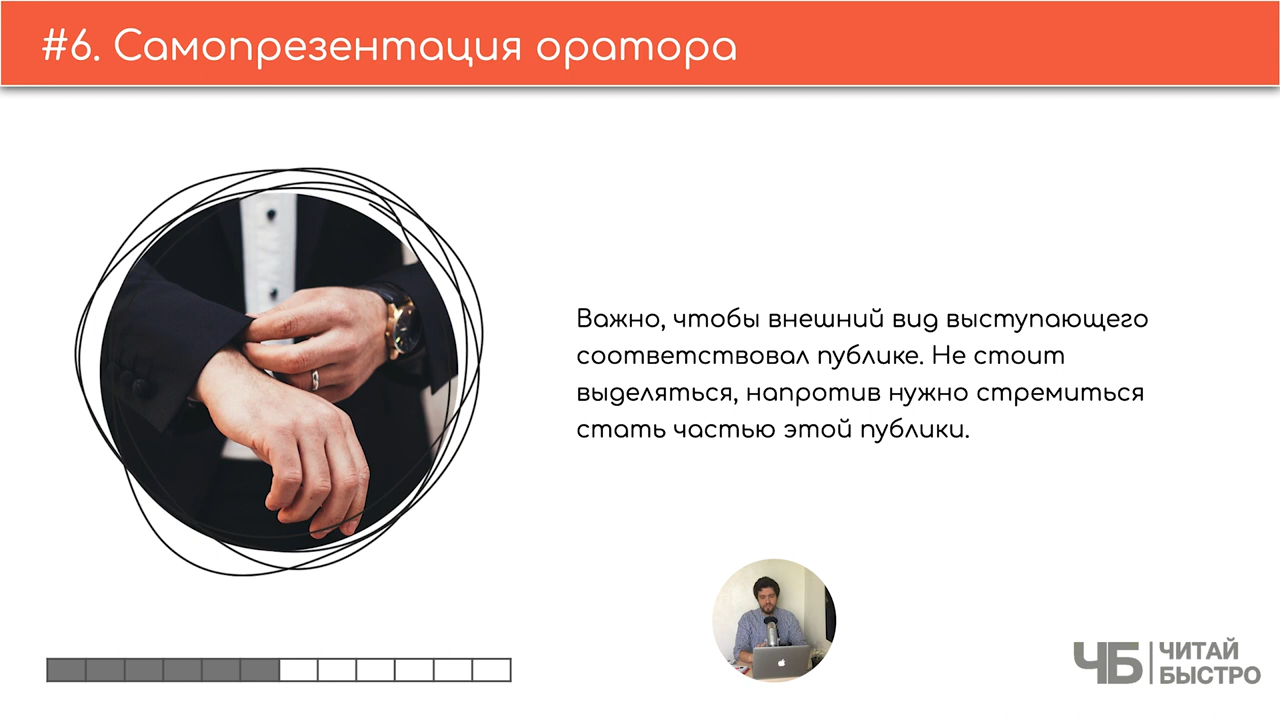 #6. Самопрезентация оратора
Важно, чтобы внешний вид выступающего
соответствовал публике. Не стоит
выделяться, напротив нужно стремиться
стать частью этой публики.
ЧБ ЧИТАЙ
БЫСТРО